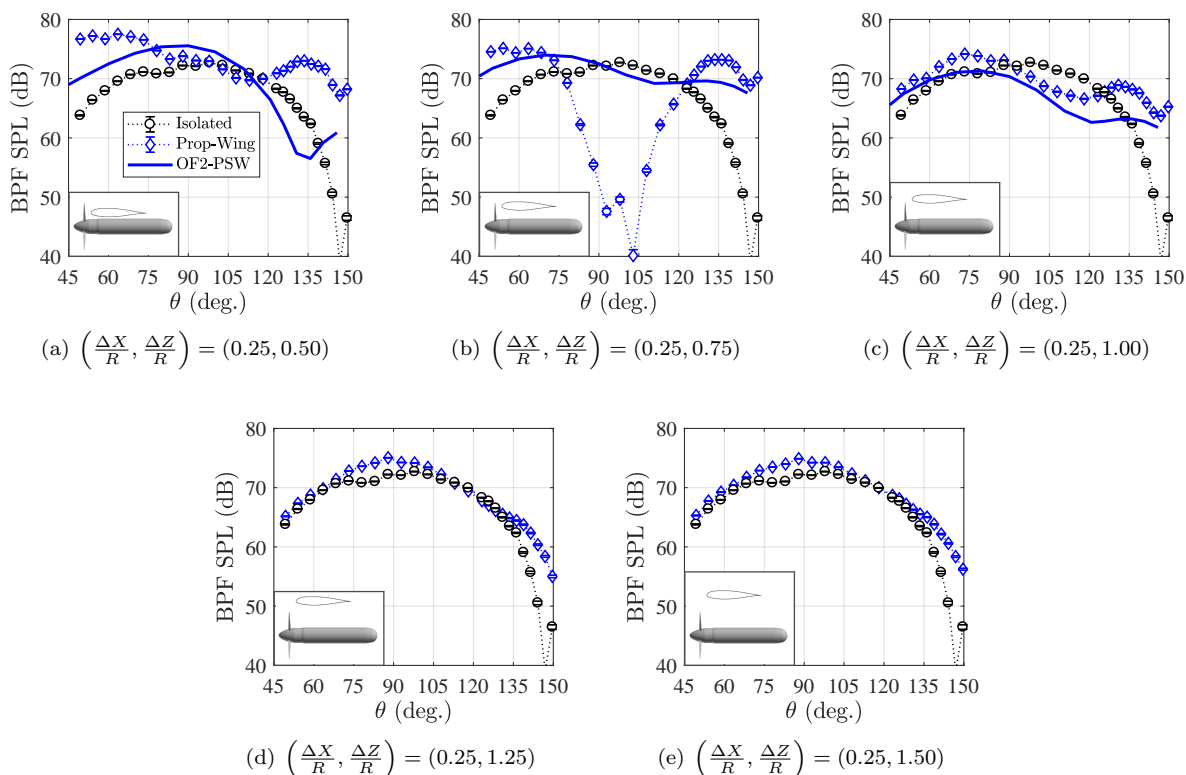 80
70
60
50
40
BPF SPL (dB)
Isolated
Prop-Wing
OF2-PSW
45 60 75 90 105 120 135 150
θ (deg.)
(a) (ΔX/R, ΔZ/R) = (0.25, 0.50)
80
70
60
50
40
BPF SPL (dB)
45 60 75 90 105 120 135 150
θ (deg.)
(b) (ΔX/R, ΔZ/R) = (0.25, 0.75)
80
70
60
50
40
BPF SPL (dB)
45 60 75 90 105 120 135 150
θ (deg.)
(c) (ΔX/R, ΔZ/R) = (0.25, 1.00)
80
70
60
50
40
BPF SPL (dB)
45 60 75 90 105 120 135 150
θ (deg.)
(d) (ΔX/R, ΔZ/R) = (0.25, 1.25)
80
70
60
50
40
BPF SPL (dB)
45 60 75 90 105 120 135 150
θ (deg.)
(e) (ΔX/R, ΔZ/R) = (0.25, 1.50)